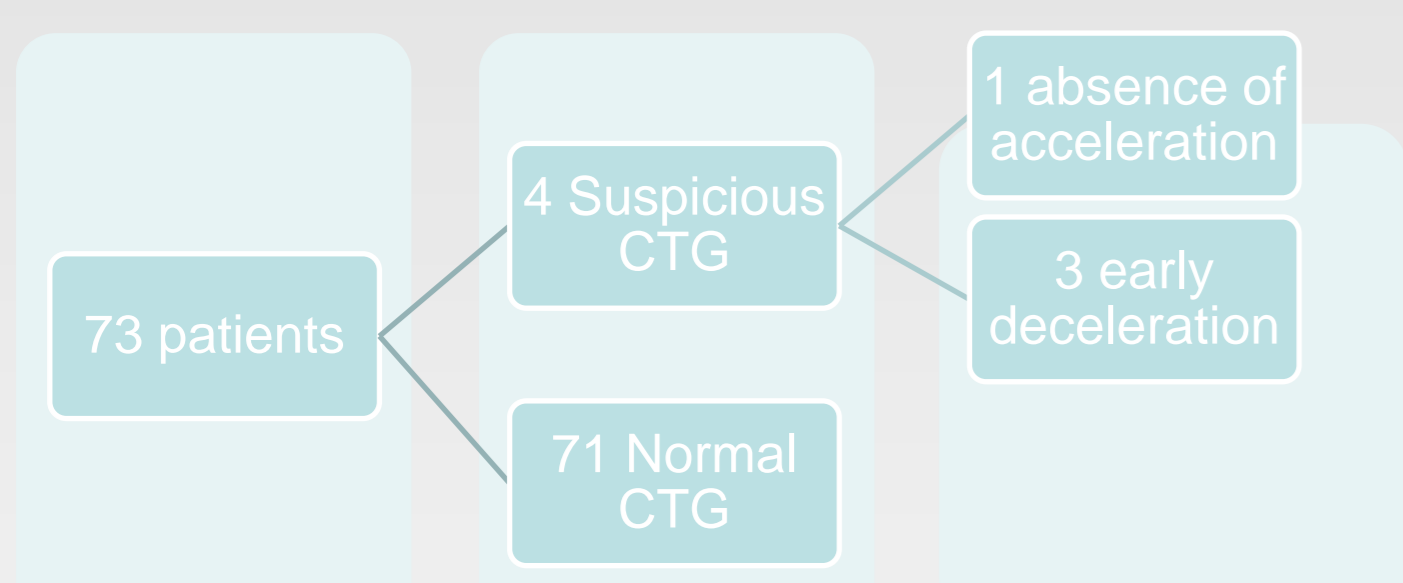 73 patients
4 Suspicious
CTG
71 Normal
CTG
1 absence of
acceleration
3 early
deceleration